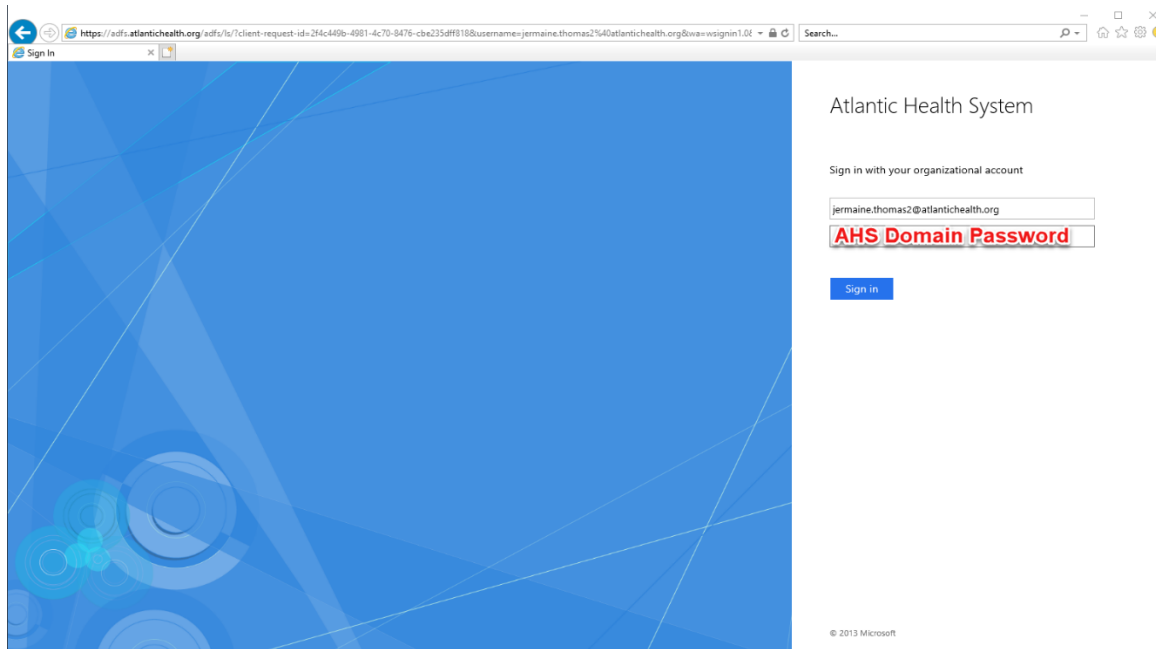 https://adfs.atlantichealth.org/adfs/ls/?client-request-id=2f4c449b-4981-4c70-8476-cbe235dff818&username=jermaine.thomas2%40atlantichealth.org&wa=wsignin1.0&
Search...
Sign In
Atlantic Health System
Sign in with your organizational account
jermaine.thomas2@atlantichealth.org
AHS Domain Password
Sign in
© 2013 Microsoft